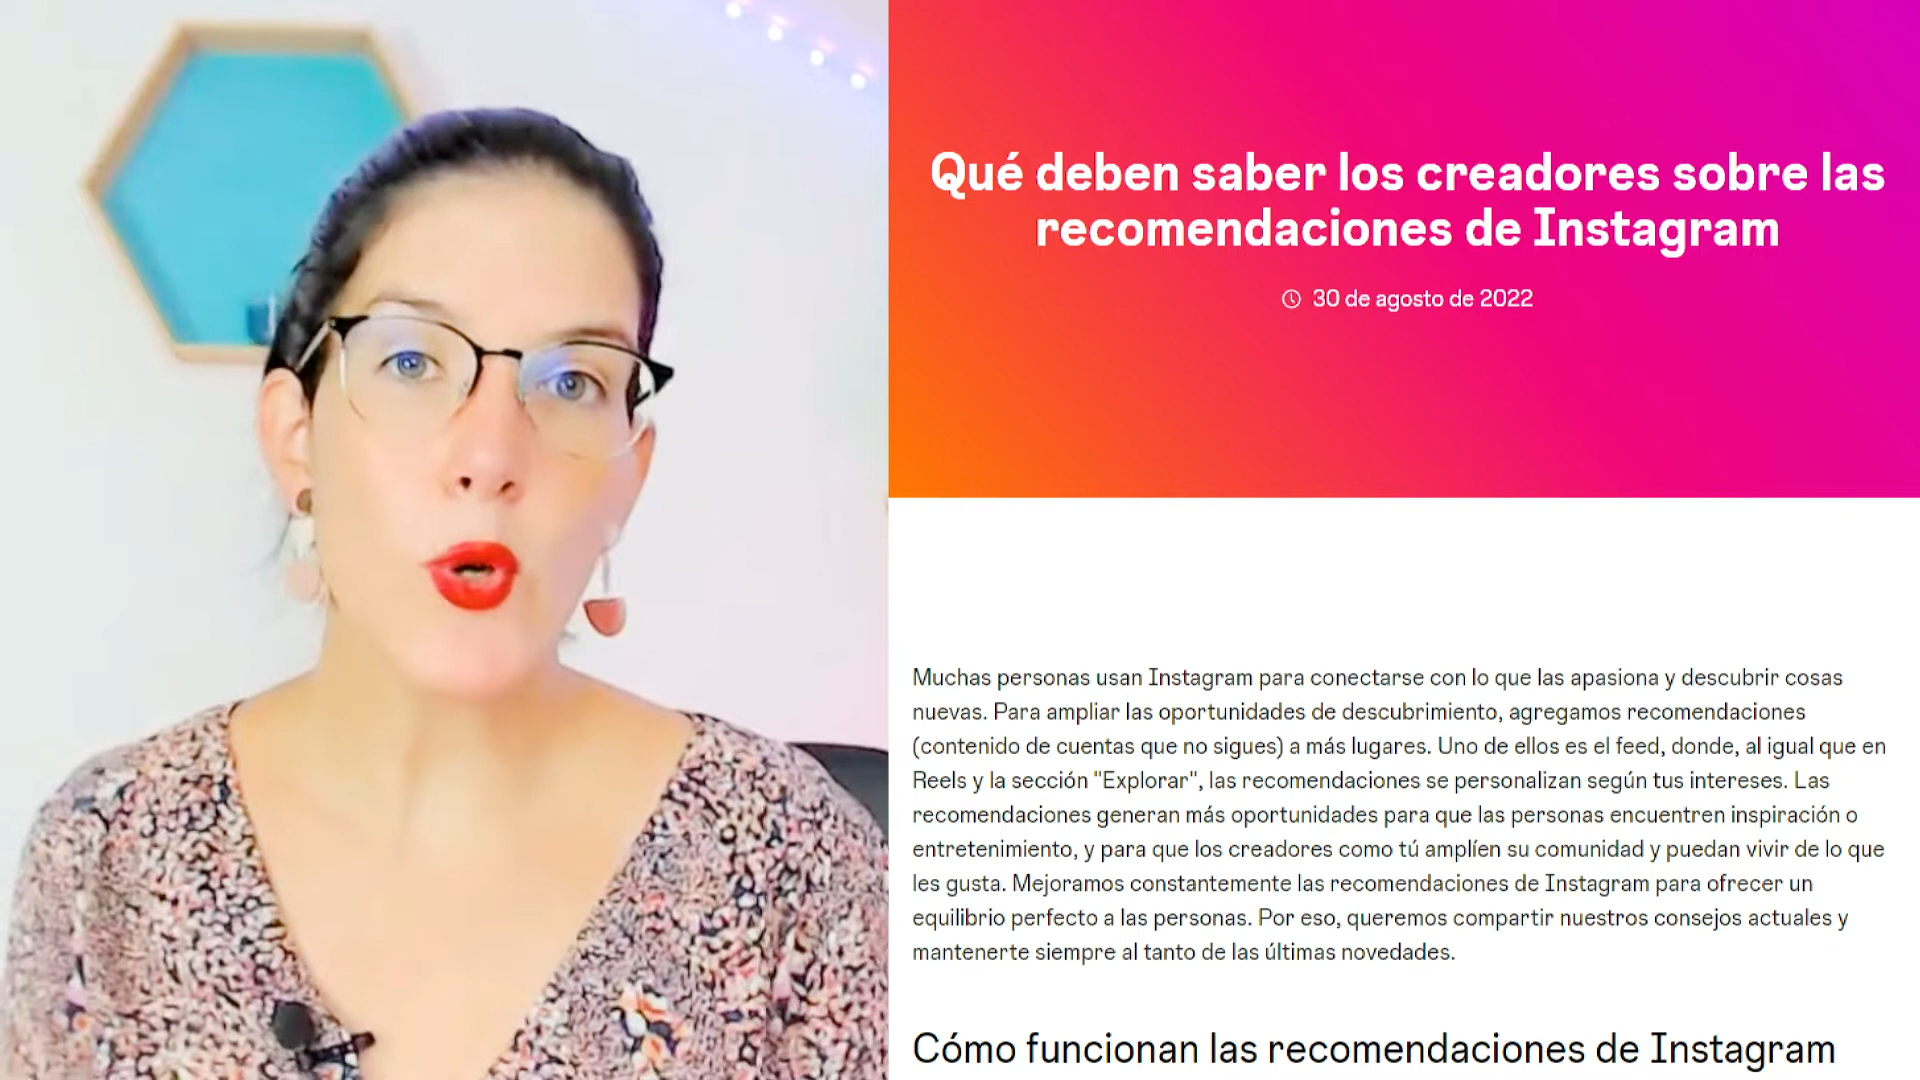 Qué deben saber los creadores sobre las
recomendaciones de Instagram
30 de agosto de 2022
Muchas personas usan Instagram para conectarse con lo que las apasiona y descubrir cosas
nuevas. Para ampliar las oportunidades de descubrimiento, agregamos recomendaciones
(contenido de cuentas que no sigues) a más lugares. Uno de ellos es el feed, donde, al igual que en
Reels y la sección "Explorar", las recomendaciones se personalizan según tus intereses. Las
recomendaciones generan más oportunidades para que las personas encuentren inspiración o
entretenimiento, y para que los creadores como tú amplíen su comunidad y puedan vivir de lo que
les gusta. Mejoramos constantemente las recomendaciones de Instagram para ofrecer un
equilibrio perfecto a las personas. Por eso, queremos compartir nuestros consejos actuales y
mantenerte siempre al tanto de las últimas novedades.
Cómo funcionan las recomendaciones de Instagram